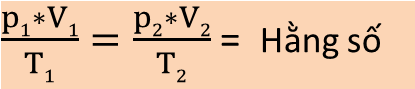 p₁*V₁/T₁ = p₂*V₂/T₂ = Hằng số